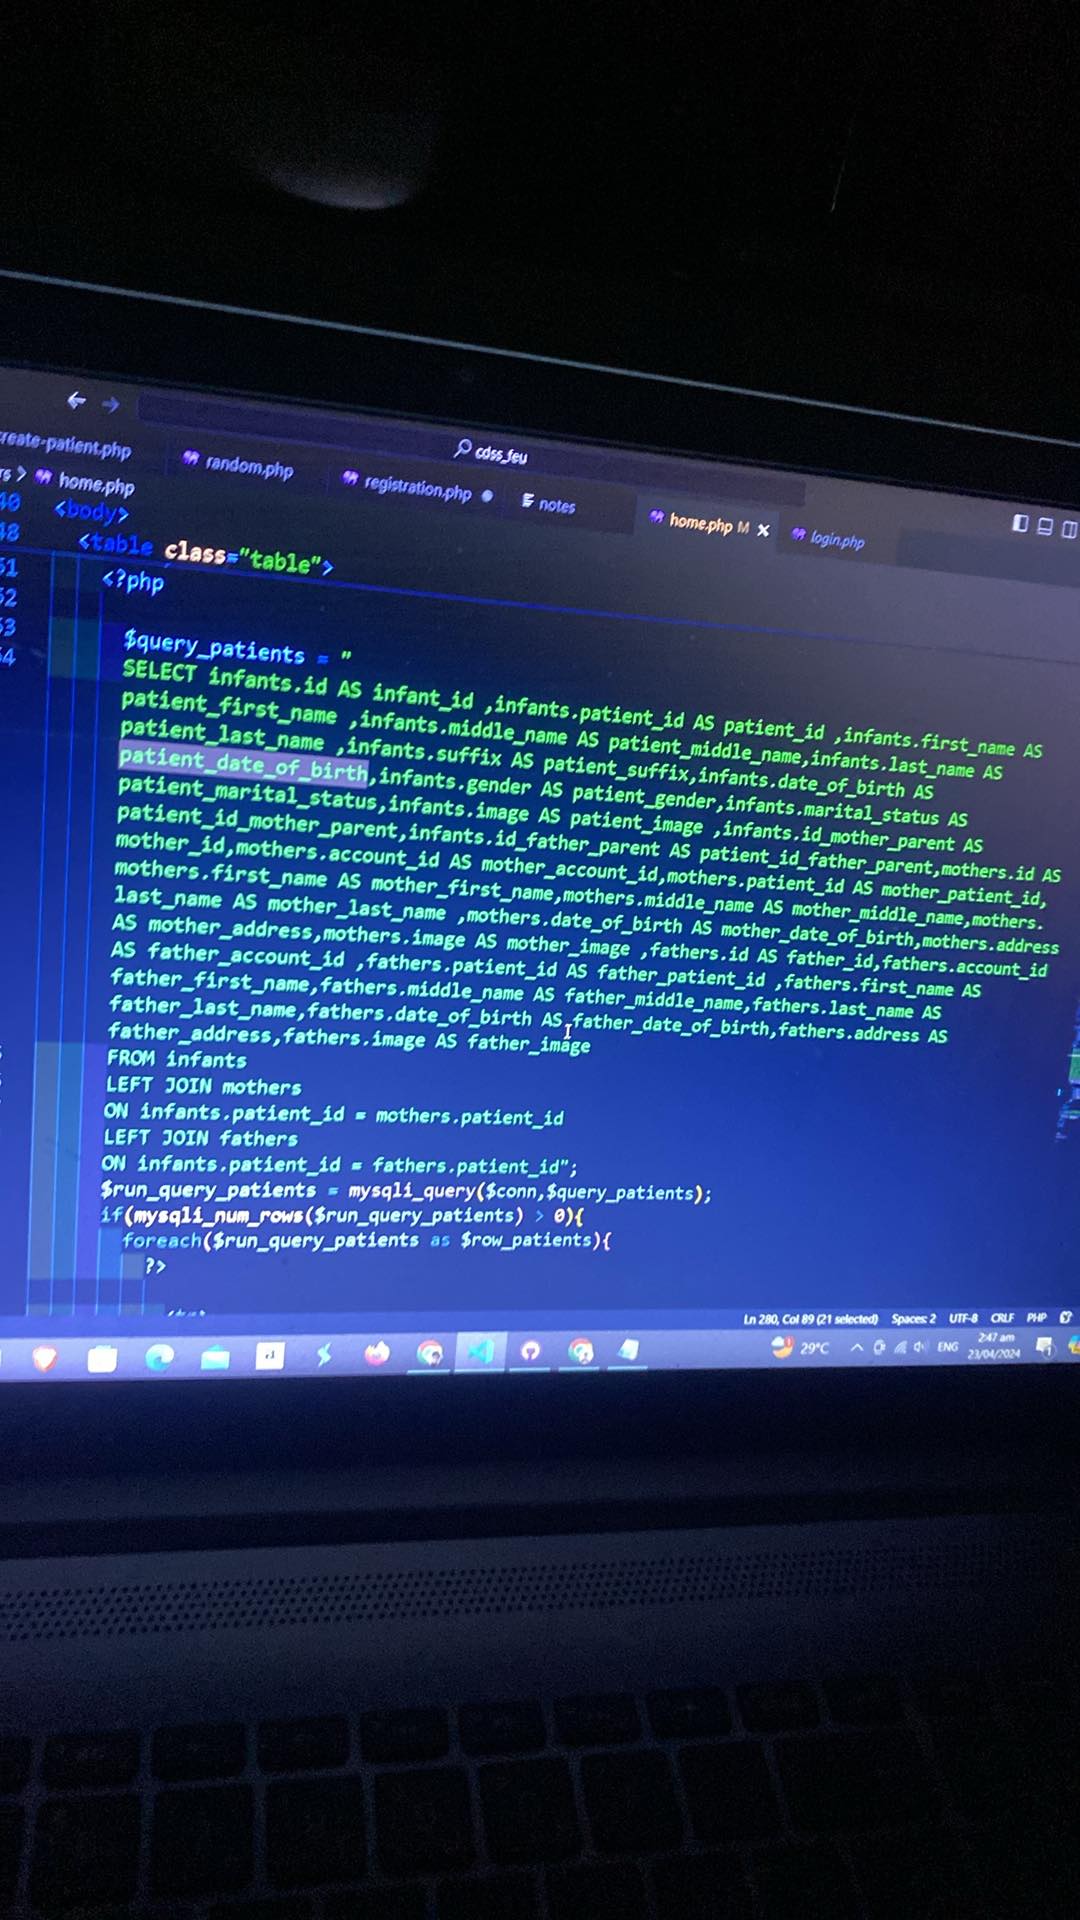 cdss_feu
create-patient.php random.php registration.php notes home.php M login.php
rs > home.php
40 <body>
48 <table class="table">
51 <?php
52
53 $query_patients = "
54 SELECT infants.id AS infant_id ,infants.patient_id AS patient_id ,infants.first_name AS
patient_first_name ,infants.middle_name AS patient_middle_name,infants.last_name AS
patient_last_name ,infants.suffix AS patient_suffix,infants.date_of_birth AS
patient_date_of_birth,infants.gender AS patient_gender,infants.marital_status AS
patient_marital_status,infants.image AS patient_image ,infants.id_mother_parent AS
patient_id_mother_parent,infants.id_father_parent AS patient_id_father_parent,mothers.id AS
mother_id,mothers.account_id AS mother_account_id,mothers.patient_id AS mother_patient_id,
mothers.first_name AS mother_first_name,mothers.middle_name AS mother_middle_name,mothers.
last_name AS mother_last_name ,mothers.date_of_birth AS mother_date_of_birth,mothers.address
AS mother_address,mothers.image AS mother_image ,fathers.id AS father_id,fathers.account_id
AS father_account_id ,fathers.patient_id AS father_patient_id ,fathers.first_name AS
father_first_name,fathers.middle_name AS father_middle_name,fathers.last_name AS
father_last_name,fathers.date_of_birth AS father_date_of_birth,fathers.address AS
father_address,fathers.image AS father_image
FROM infants
LEFT JOIN mothers
ON infants.patient_id = mothers.patient_id
LEFT JOIN fathers
ON infants.patient_id = fathers.patient_id";
$run_query_patients = mysqli_query($conn,$query_patients);
if(mysqli_num_rows($run_query_patients) > 0){
foreach($run_query_patients as $row_patients){
?>
Ln 280, Col 89 (21 selected) Spaces: 2 UTF-8 CRLF PHP
29°C ENG 2:47 am
23/04/2024